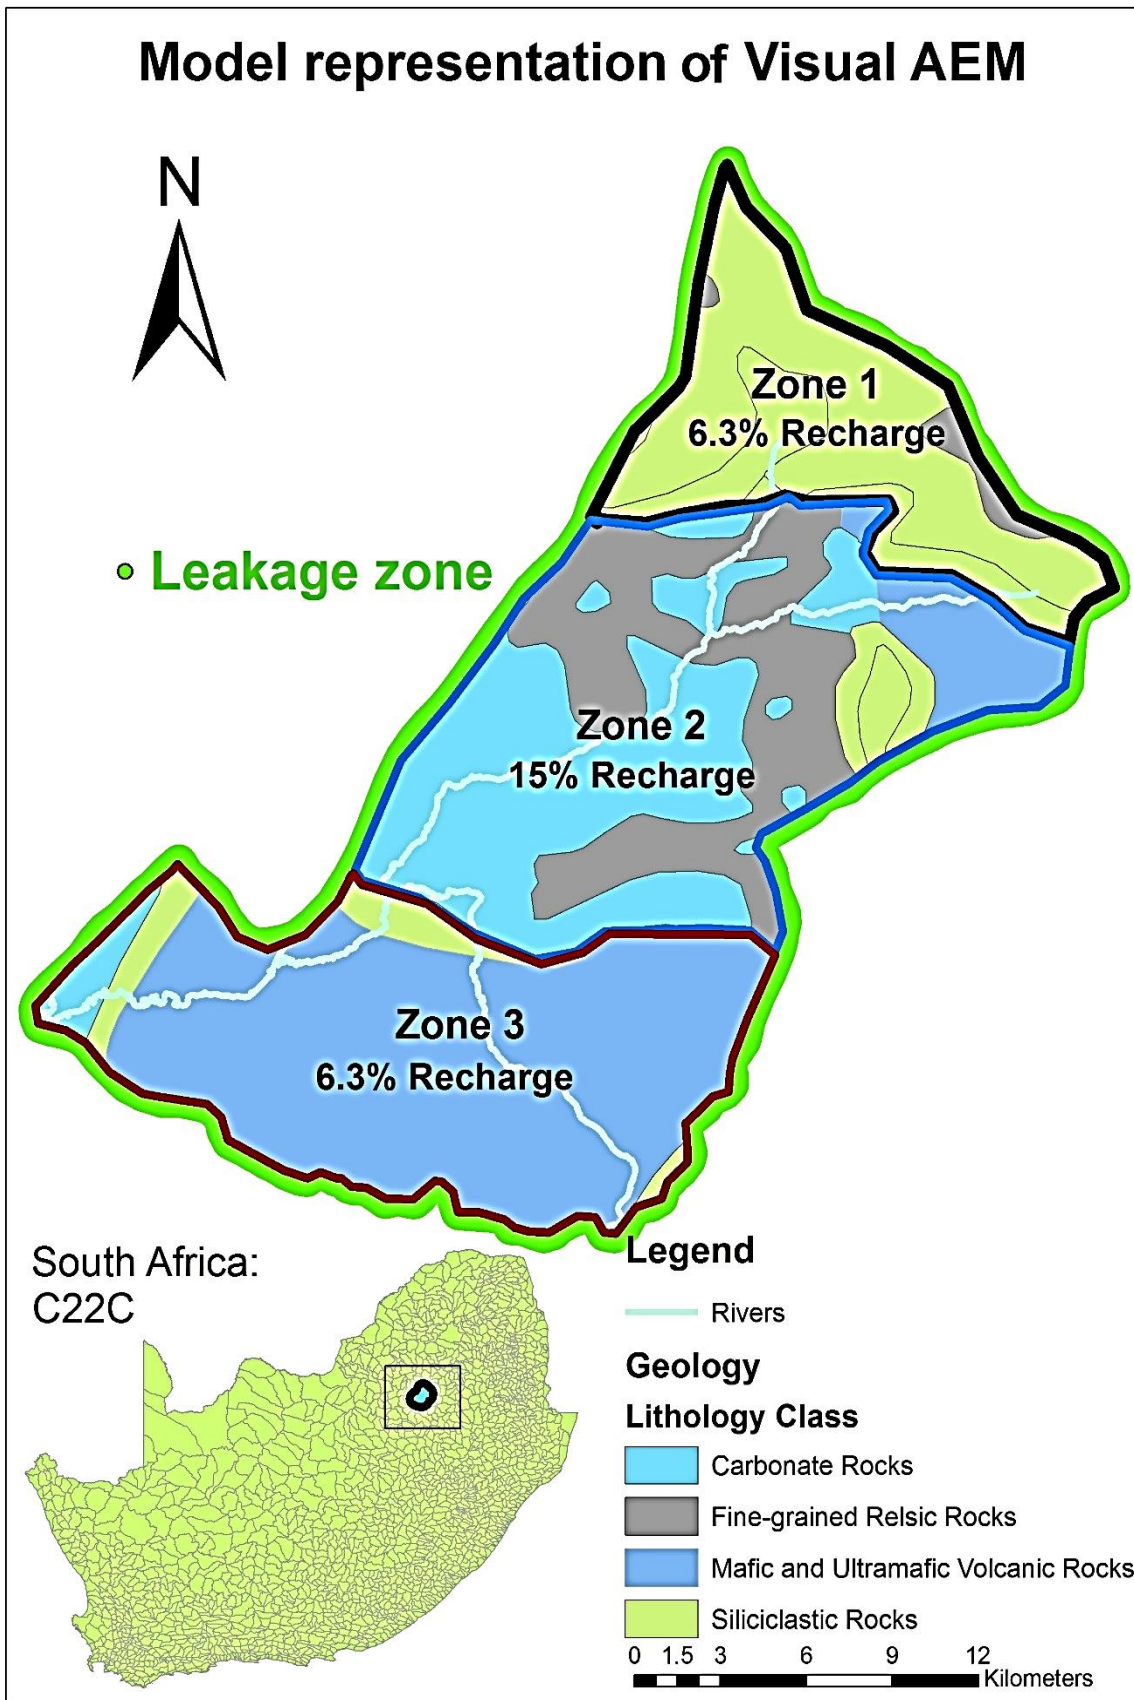 Model representation of Visual AEM
N
Zone 1
6.3% Recharge
Leakage zone
Zone 2
15% Recharge
Zone 3
6.3% Recharge
South Africa:
C22C
Legend
Rivers
Geology
Lithology Class
Carbonate Rocks
Fine-grained Relsic Rocks
Mafic and Ultramafic Volcanic Rocks
Siliciclastic Rocks
0 1.5 3 6 9 12
Kilometers